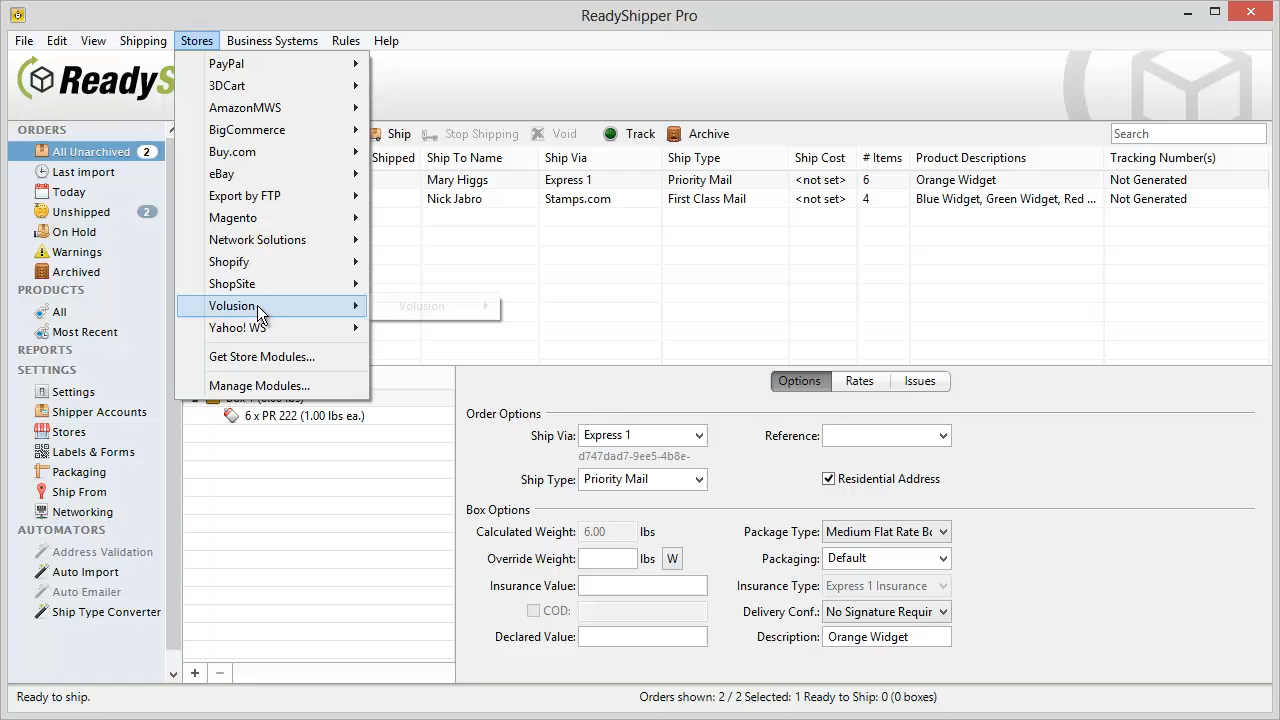 ReadyShipper Pro
File Edit View Shipping Stores Business Systems Rules Help
ReadyS
PayPal
3DCart
AmazonMWS
BigCommerce
Buy.com
eBay
Export by FTP
Magento
Network Solutions
Shopify
ShopSite
Volusion
Yahoo! WS
Get Store Modules...
Manage Modules...
Volusion
ORDERS
All Unarchived 2
Last import
Today
Unshipped 2
On Hold
Warnings
Archived
PRODUCTS
All
Most Recent
REPORTS
SETTINGS
Settings
Shipper Accounts
Stores
Labels & Forms
Packaging
Ship From
Networking
AUTOMATORS
Address Validation
Auto Import
Auto Emailer
Ship Type Converter
Ship Stop Shipping Void Track Archive Search
Shipped Ship To Name Ship Via Ship Type Ship Cost # Items Product Descriptions Tracking Number(s)
Mary Higgs Express 1 Priority Mail <not set> 6 Orange Widget Not Generated
Nick Jabro Stamps.com First Class Mail <not set> 4 Blue Widget, Green Widget, Red ... Not Generated
6 x PR 222 (1.00 lbs ea.)
+ −
Options Rates Issues
Order Options
Ship Via: Express 1 Reference:
d747dad7-9ee5-4b8e-
Ship Type: Priority Mail Residential Address
Box Options
Calculated Weight: 6.00 lbs Package Type: Medium Flat Rate Bo
Override Weight: lbs W Packaging: Default
Insurance Value: Insurance Type: Express 1 Insurance
COD: Delivery Conf.: No Signature Requir
Declared Value: Description: Orange Widget
Ready to ship. Orders shown: 2 / 2 Selected: 1 Ready to Ship: 0 (0 boxes)